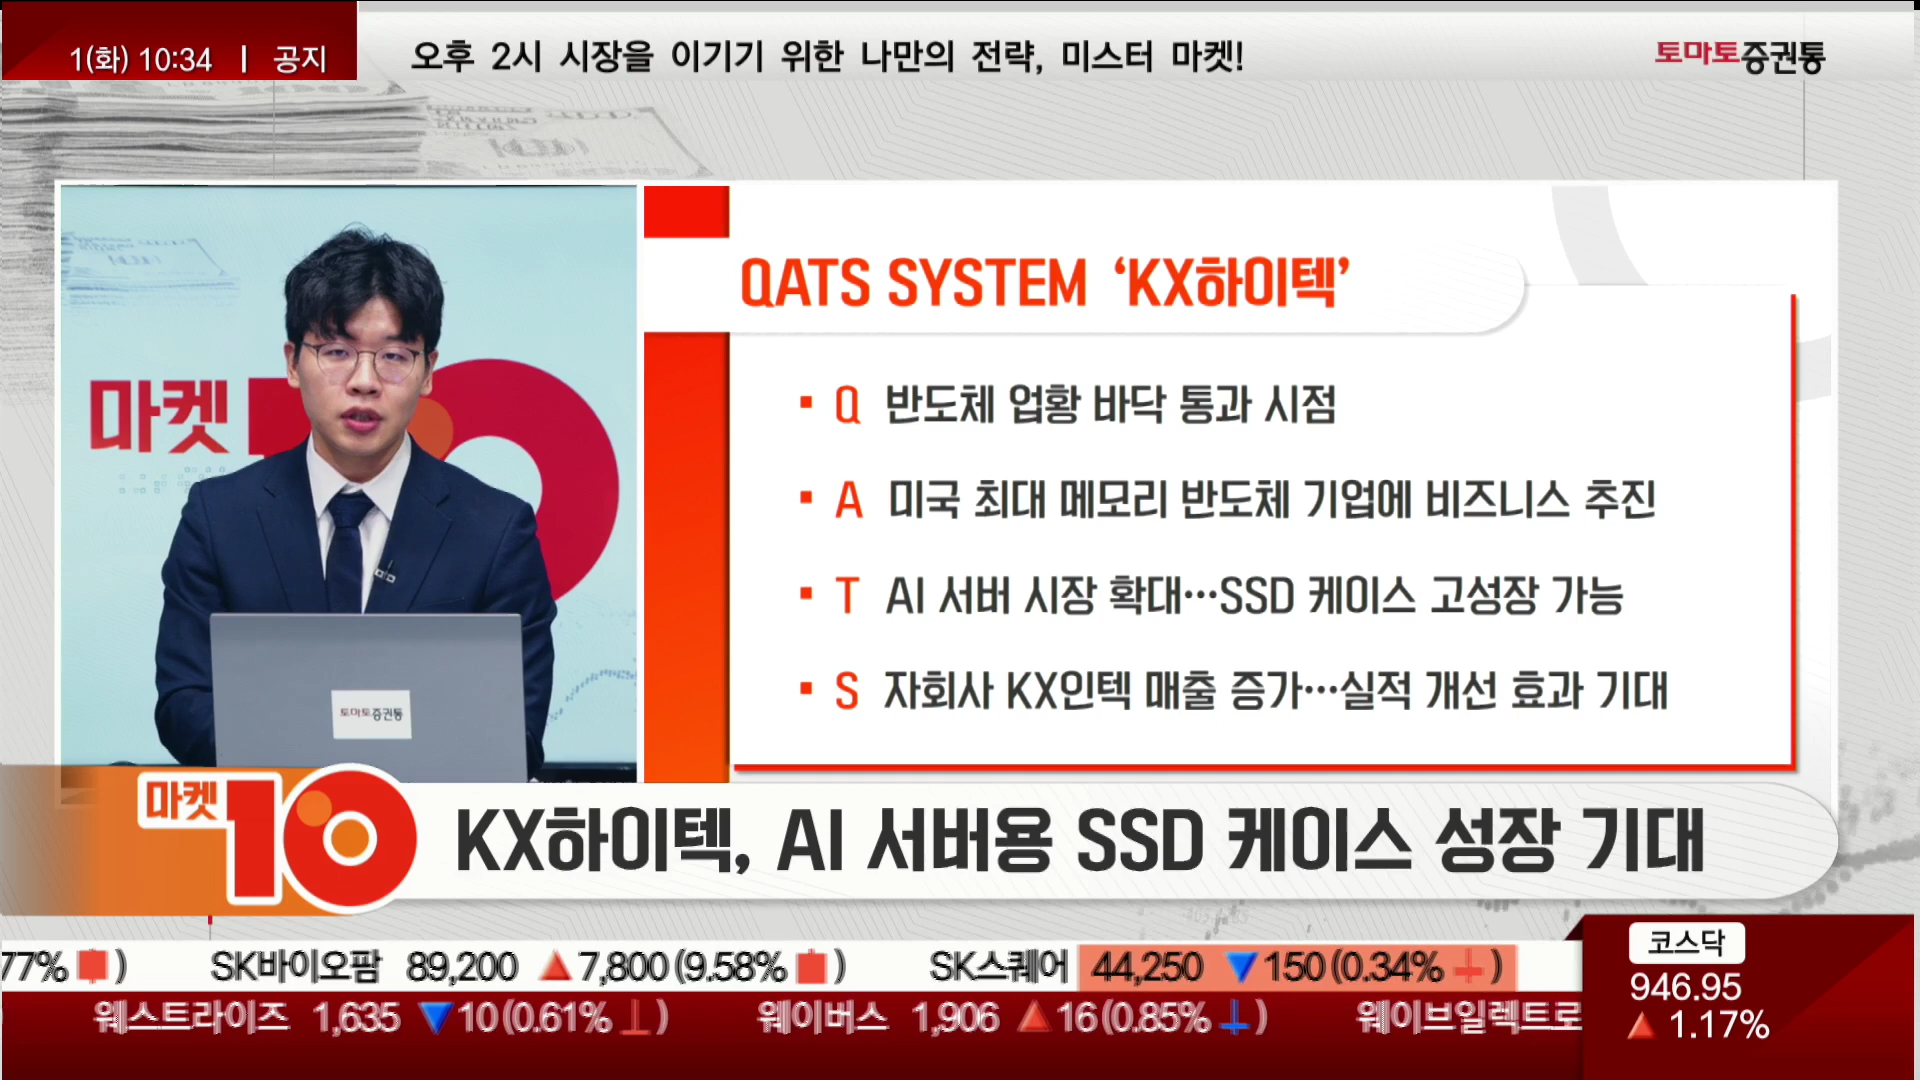 1(화) 10:34 | 공지
오후 2시 시장을 이기기 위한 나만의 전략, 미스터 마켓!
토마토증권통
마켓
QATS SYSTEM ‘KX하이텍’
▪ Q 반도체 업황 바닥 통과 시점
▪ A 미국 최대 메모리 반도체 기업에 비즈니스 추진
▪ T AI 서버 시장 확대…SSD 케이스 고성장 가능
▪ S 자회사 KX인텍 매출 증가…실적 개선 효과 기대
토마토증권통
마켓10
KX하이텍, AI 서버용 SSD 케이스 성장 기대
77% ) SK바이오팜 89,200 ▲7,800(9.58% ) SK스퀘어 44,250 ▼150(0.34% )
웨스트라이즈 1,635 ▼10(0.61% ) 웨이버스 1,906 ▲16(0.85% ) 웨이브일렉트로
코스닥
946.95
▲ 1.17%